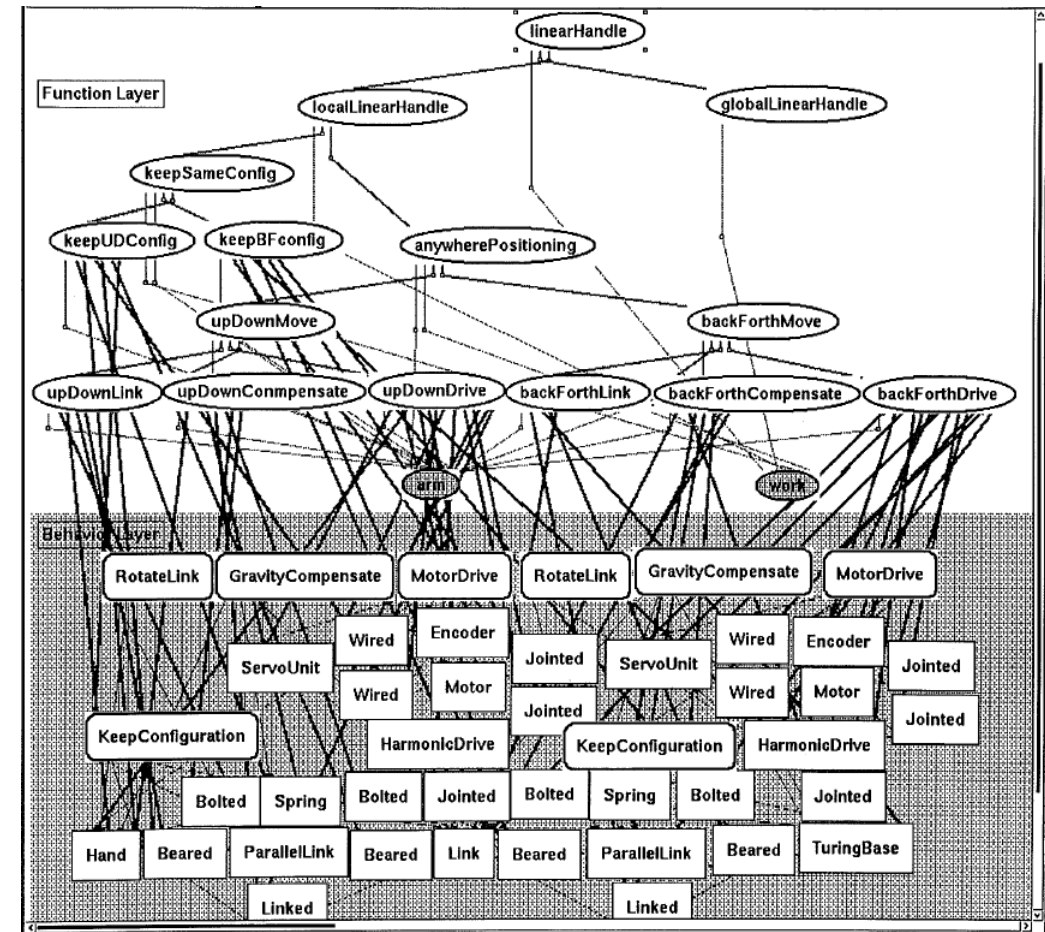 linearHandle
Function Layer
localLinearHandle
globalLinearHandle
keepSameConfig
keepUDConfig
keepBFconfig
anywherePositioning
upDownMove
backForthMove
upDownLink
upDownConmpensate
upDownDrive
backForthLink
backForthCompensate
backForthDrive
arm
work
Behavior Layer
RotateLink
GravityCompensate
MotorDrive
RotateLink
GravityCompensate
MotorDrive
Wired
Encoder
Jointed
ServoUnit
Wired
Motor
Jointed
ServoUnit
Wired
Encoder
Jointed
Wired
Motor
Jointed
KeepConfiguration
HarmonicDrive
KeepConfiguration
HarmonicDrive
Bolted
Spring
Bolted
Jointed
Bolted
Spring
Bolted
Jointed
Hand
Beared
ParallelLink
Beared
Link
Beared
ParallelLink
Beared
TuringBase
Linked
Linked